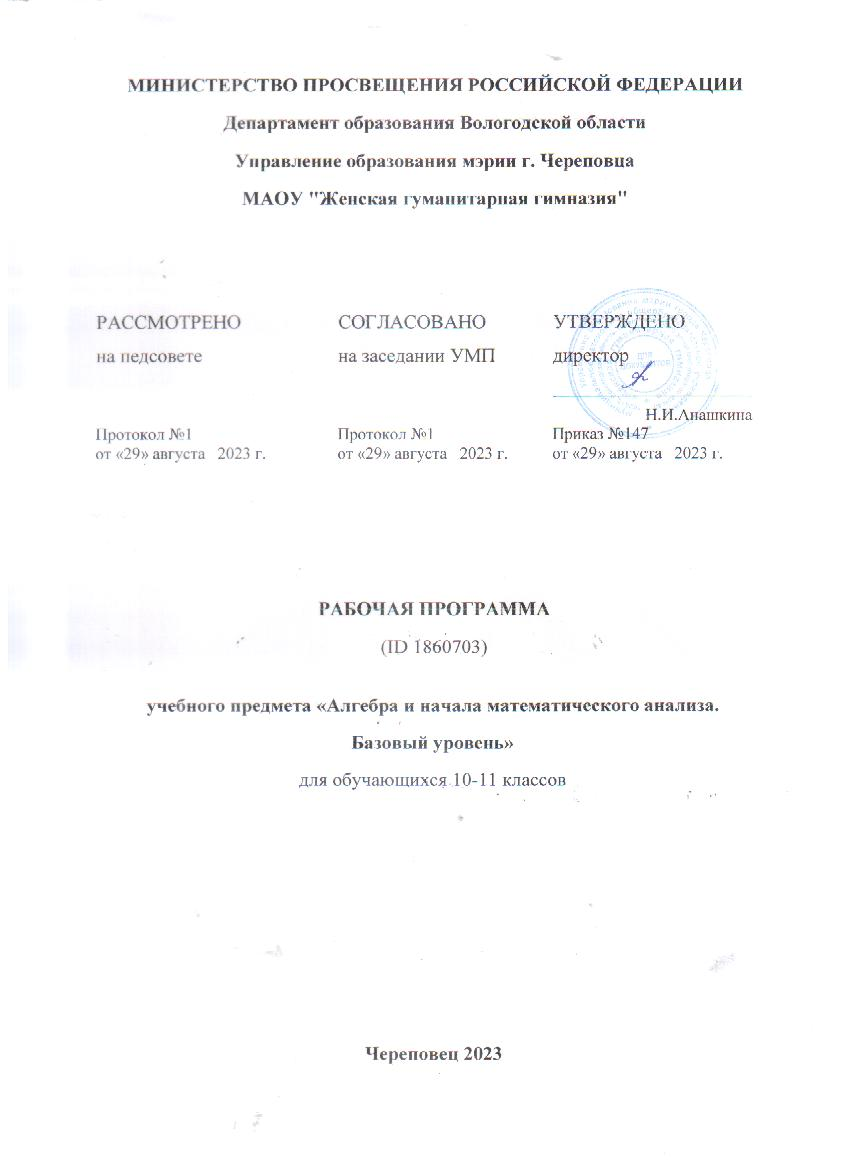 МИНИСТЕРСТВО ПРОСВЕЩЕНИЯ РОССИЙСКОЙ ФЕДЕРАЦИИ
Департамент образования Вологодской области
Управление образования мэрии г. Череповца
МАОУ "Женская гуманитарная гимназия"
РАССМОТРЕНО
на педсовете
Протокол №1
от «29» августа 2023 г.
СОГЛАСОВАНО
на заседании УМП
Протокол №1
от «29» августа 2023 г.
УТВЕРЖДЕНО
директор
Н.И.Анашкина
Приказ №147
от «29» августа 2023 г.
РАБОЧАЯ ПРОГРАММА
(ID 1860703)
учебного предмета «Алгебра и начала математического анализа.
Базовый уровень»
для обучающихся 10-11 классов
Череповец 2023